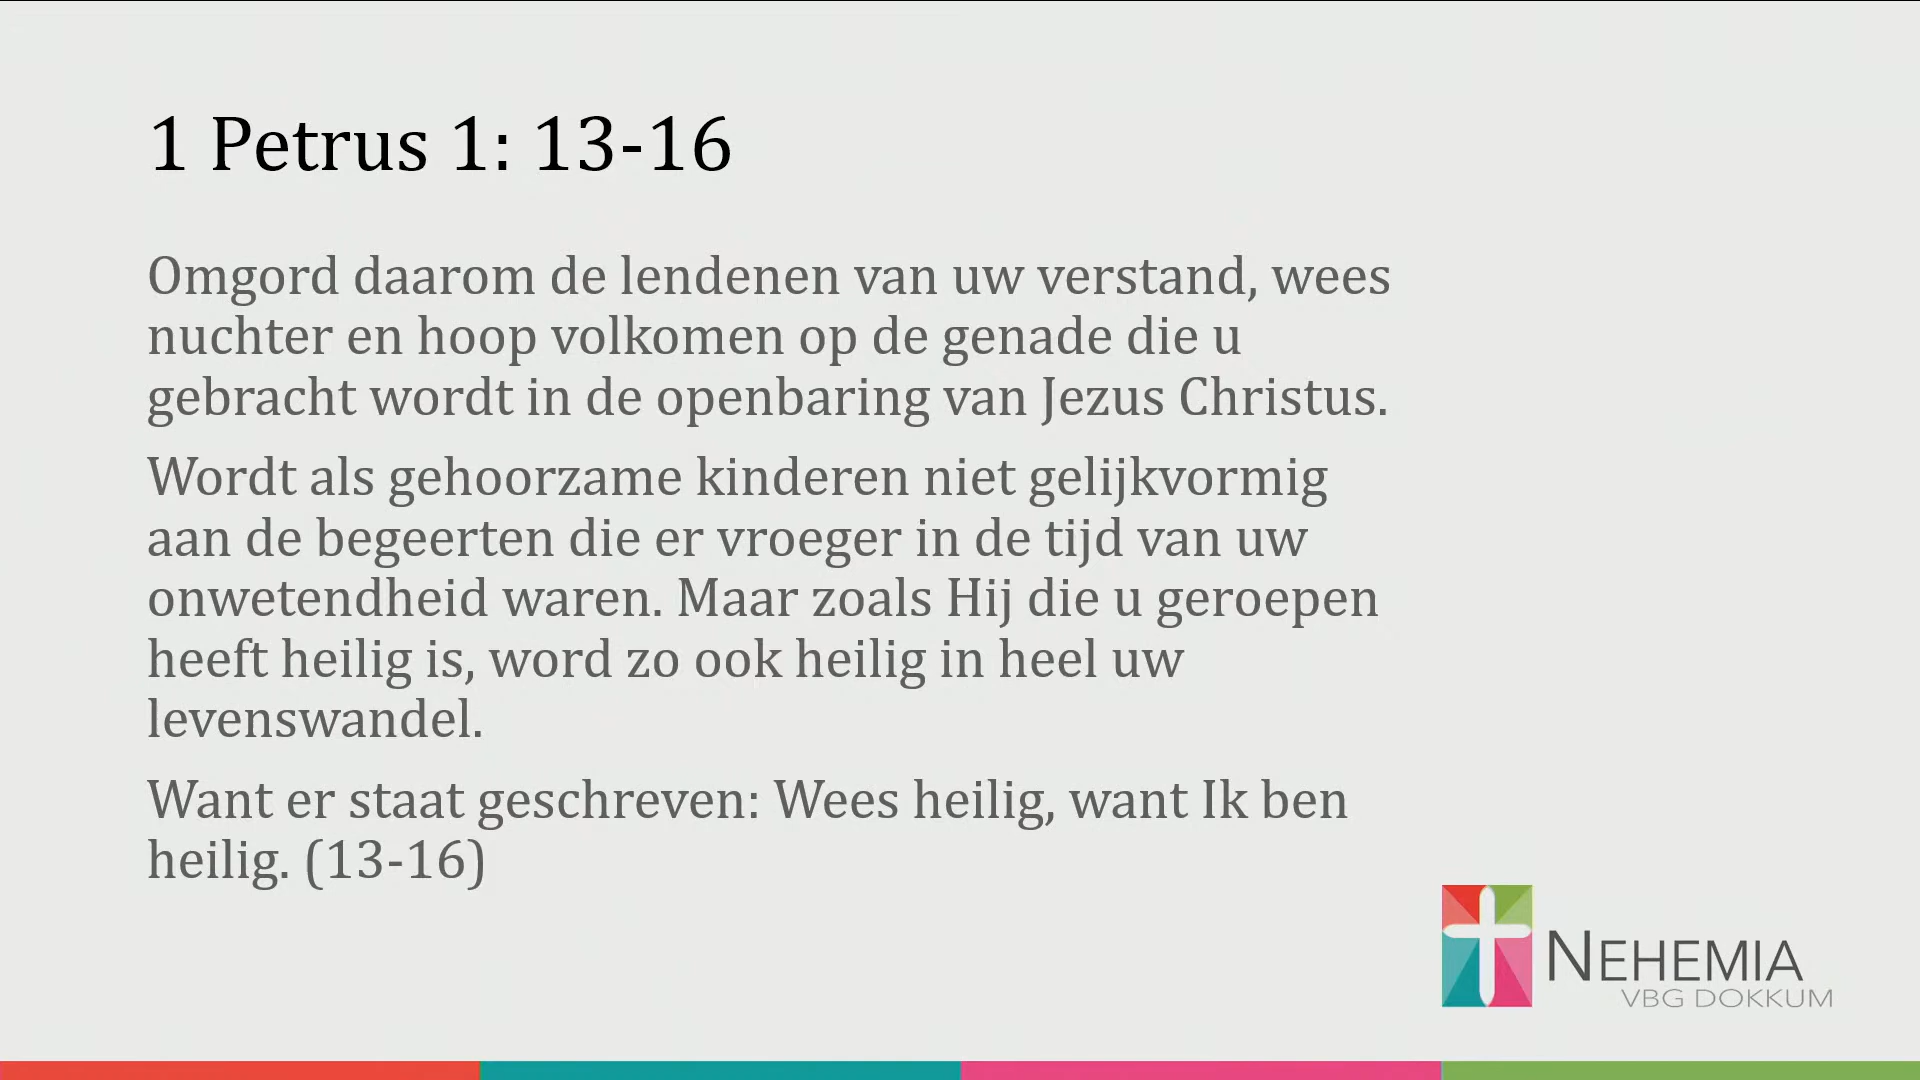 1 Petrus 1: 13-16
Omgord daarom de lendenen van uw verstand, wees
nuchter en hoop volkomen op de genade die u
gebracht wordt in de openbaring van Jezus Christus.
Wordt als gehoorzame kinderen niet gelijkvormig
aan de begeerten die er vroeger in de tijd van uw
onwetendheid waren. Maar zoals Hij die u geroepen
heeft heilig is, word zo ook heilig in heel uw
levenswandel.
Want er staat geschreven: Wees heilig, want Ik ben
heilig. (13-16)
NEHEMIA
VBG DOKKUM